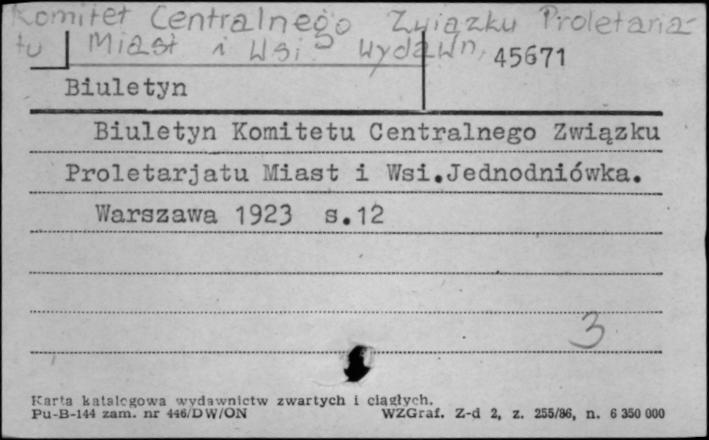 Komitet Centralnego Związku Proletaria-
tu Miast i Wsi Wydawn. 45671
Biuletyn
Biuletyn Komitetu Centralnego Związku
Proletarjatu Miast i Wsi.Jednodniówka.
Warszawa 1923 s.12
3
Karta katalogowa wydawnictw zwartych i ciągłych.
Pu-B-144 zam. nr 446/DW/ON WZGraf. Z-d 2, z. 255/86, n. 6 350 000